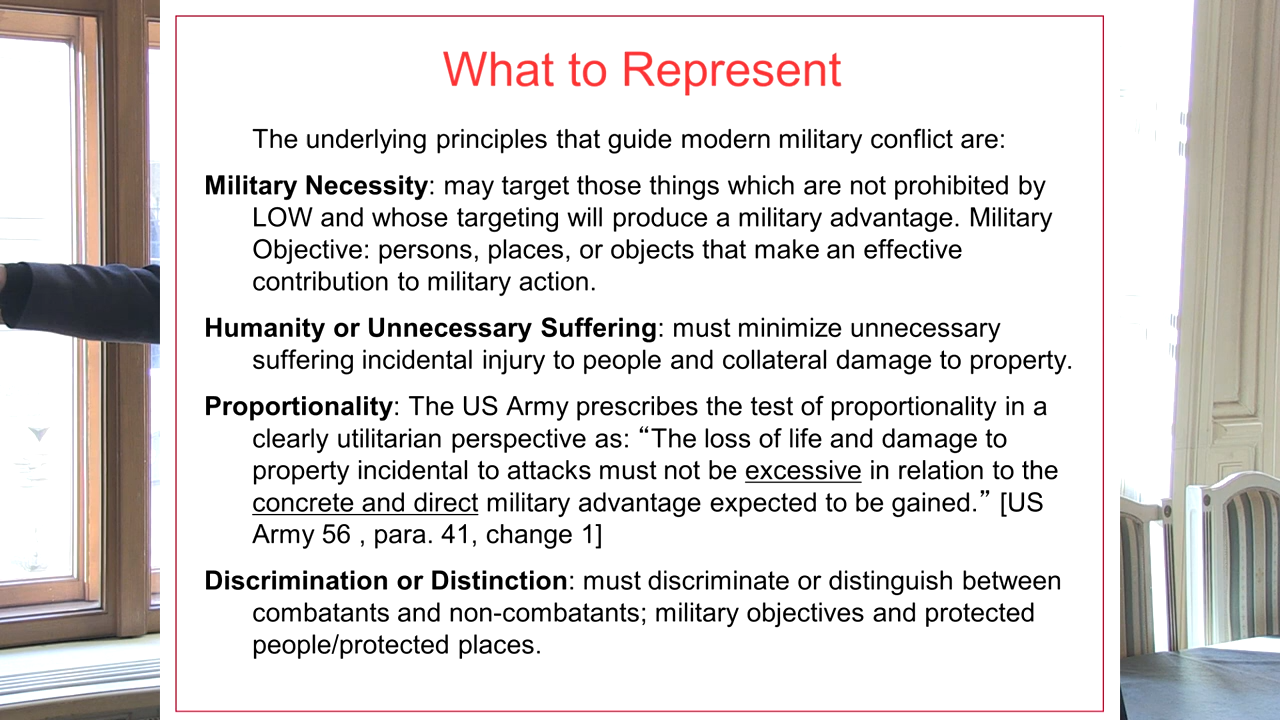 What to Represent
The underlying principles that guide modern military conflict are:
Military Necessity: may target those things which are not prohibited by
LOW and whose targeting will produce a military advantage. Military
Objective: persons, places, or objects that make an effective
contribution to military action.
Humanity or Unnecessary Suffering: must minimize unnecessary
suffering incidental injury to people and collateral damage to property.
Proportionality: The US Army prescribes the test of proportionality in a
clearly utilitarian perspective as: “The loss of life and damage to
property incidental to attacks must not be excessive in relation to the
concrete and direct military advantage expected to be gained.” [US
Army 56 , para. 41, change 1]
Discrimination or Distinction: must discriminate or distinguish between
combatants and non-combatants; military objectives and protected
people/protected places.